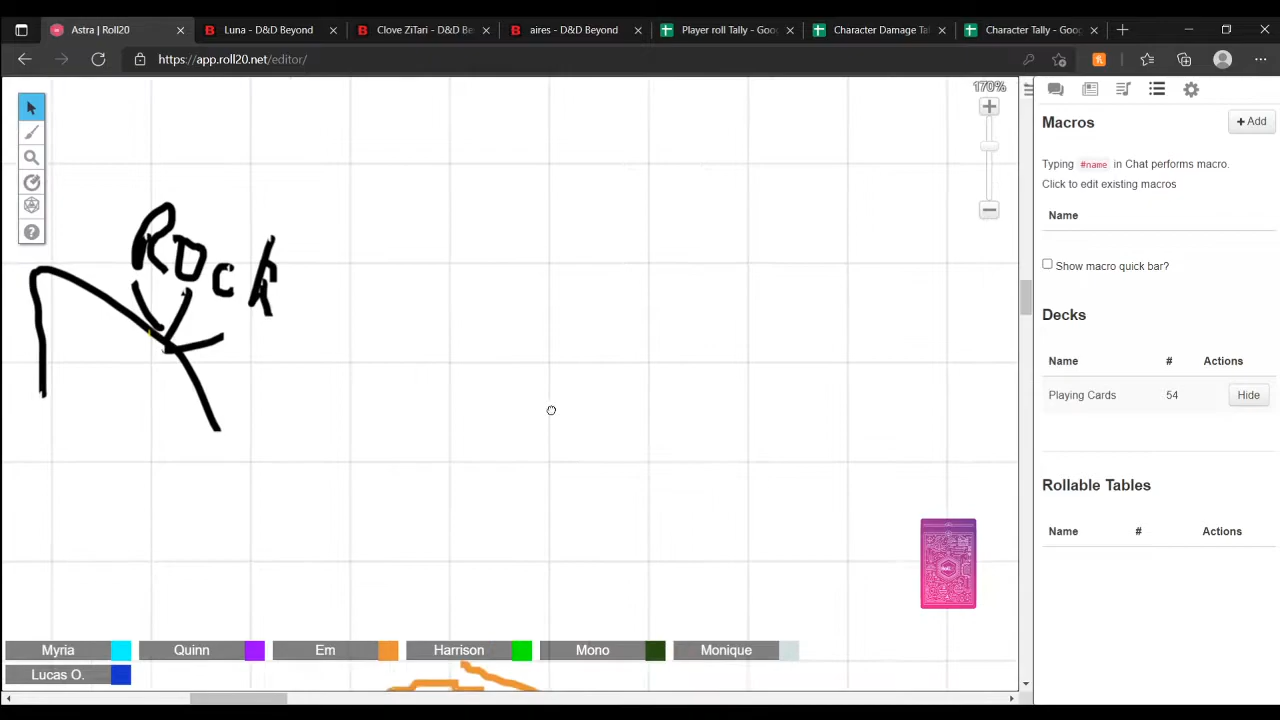 Astra | Roll20
Luna - D&D Beyond
Clove ZiTari - D&D Be
aires - D&D Beyond
Player roll Tally - Goo
Character Damage Ta
Character Tally - Goog
https://app.roll20.net/editor/
170%
Rock
Macros
+ Add
Typing #name in Chat performs macro.
Click to edit existing macros
Name
Show macro quick bar?
Decks
Name # Actions
Playing Cards 54 Hide
Rollable Tables
Name # Actions
Myria Quinn Em Harrison Mono Monique
Lucas O.